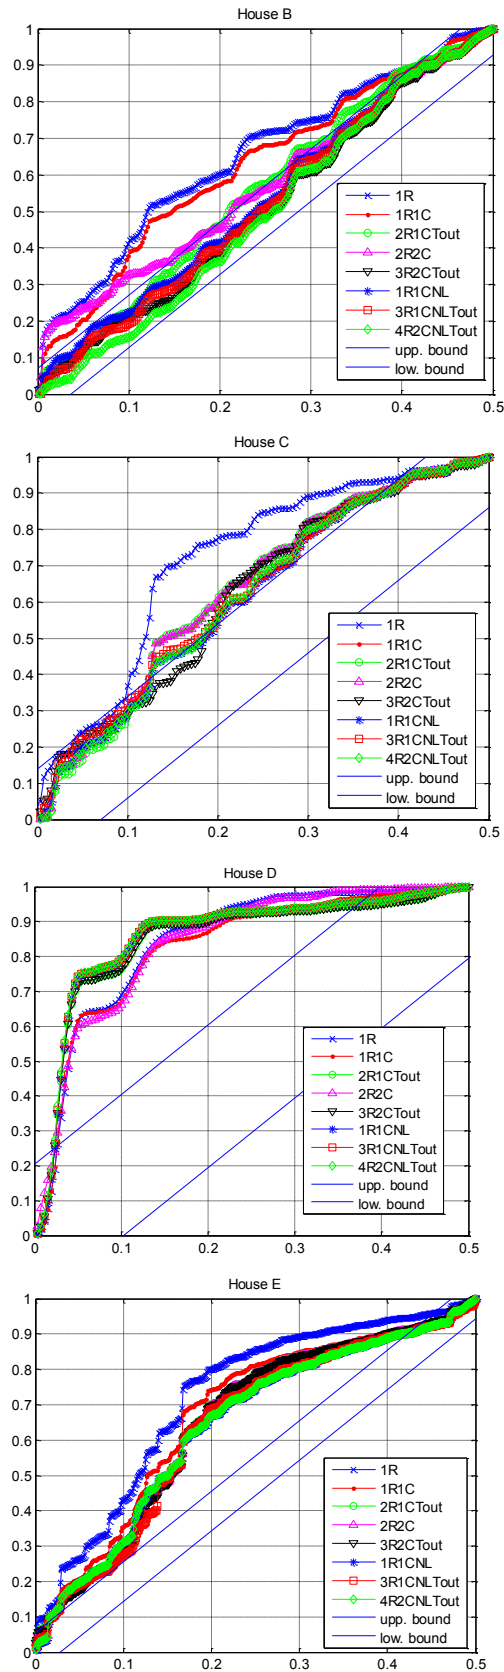 House B
1
0.9
0.8
0.7
0.6
0.5
0.4
0.3
0.2
0.1
0
0 0.1 0.2 0.3 0.4 0.5
1R
1R1C
2R1CTout
2R2C
3R2CTout
1R1CNL
3R1CNLTout
4R2CNLTout
upp. bound
low. bound
House C
1
0.9
0.8
0.7
0.6
0.5
0.4
0.3
0.2
0.1
0
0 0.1 0.2 0.3 0.4 0.5
1R
1R1C
2R1CTout
2R2C
3R2CTout
1R1CNL
3R1CNLTout
4R2CNLTout
upp. bound
low. bound
House D
1
0.9
0.8
0.7
0.6
0.5
0.4
0.3
0.2
0.1
0
0 0.1 0.2 0.3 0.4 0.5
1R
1R1C
2R1CTout
2R2C
3R2CTout
1R1CNL
3R1CNLTout
4R2CNLTout
upp. bound
low. bound
House E
1
0.9
0.8
0.7
0.6
0.5
0.4
0.3
0.2
0.1
0
0 0.1 0.2 0.3 0.4 0.5
1R
1R1C
2R1CTout
2R2C
3R2CTout
1R1CNL
3R1CNLTout
4R2CNLTout
upp. bound
low. bound